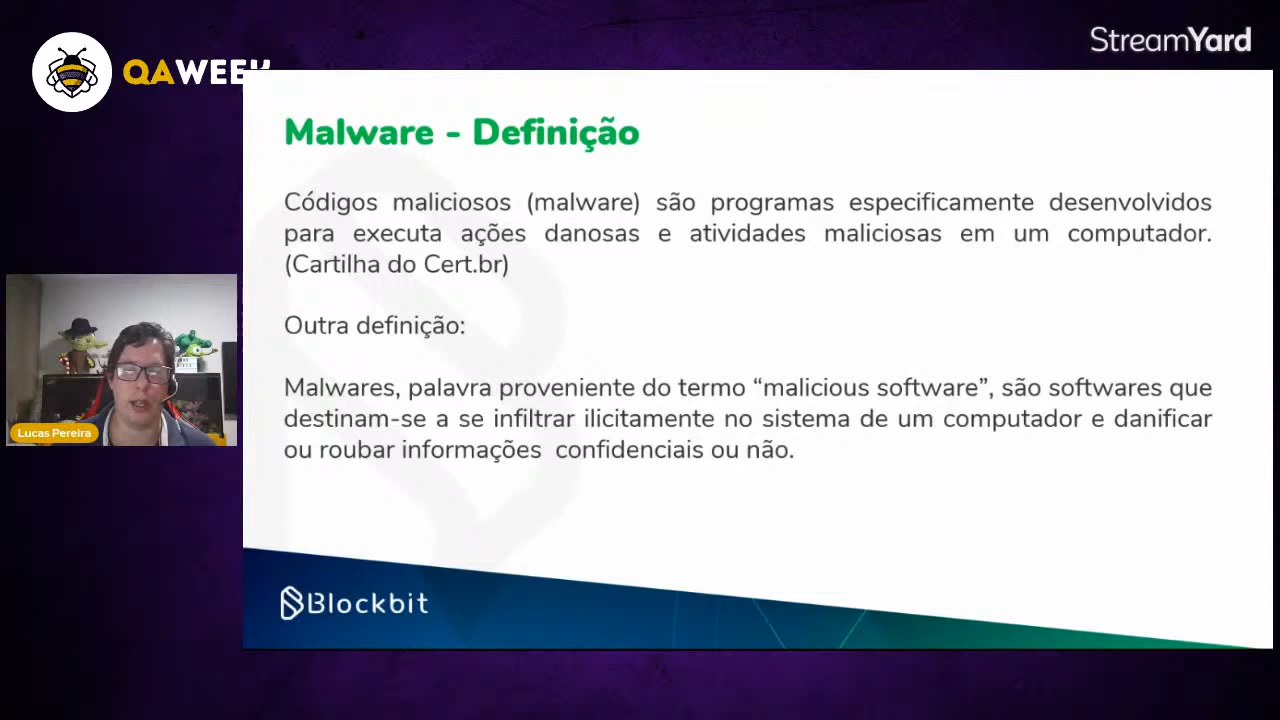 QAWEEK
StreamYard
Malware - Definição
Códigos maliciosos (malware) são programas especificamente desenvolvidos
para executa ações danosas e atividades maliciosas em um computador.
(Cartilha do Cert.br)
Outra definição:
Malwares, palavra proveniente do termo “malicious software”, são softwares que
destinam-se a se infiltrar ilicitamente no sistema de um computador e danificar
ou roubar informações  confidenciais ou não.
Lucas Pereira
Blockbit